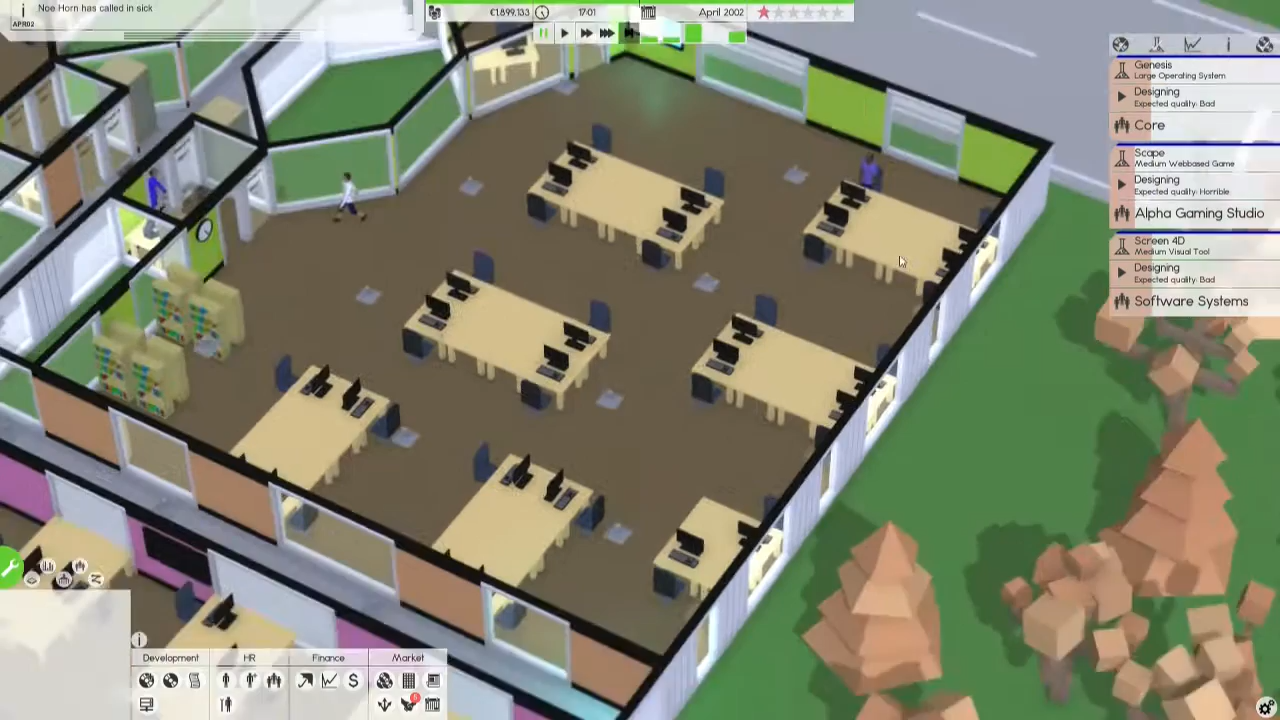 Noe Horn has called in sick
APR02
€1.899.133
17:01
April 2002
Genesis
Large Operating System
Designing
Expected quality: Bad
Core
Scape
Medium Webbased Game
Designing
Expected quality: Horrible
Alpha Gaming Studio
Screen 4D
Medium Visual Tool
Designing
Expected quality: Bad
Software Systems
Development
HR
Finance
Market